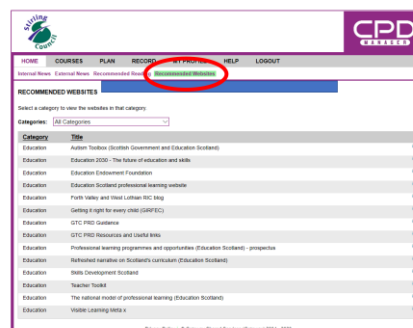 Stirling
Council
CPD
MANAGER
HOME COURSES PLAN RECORD MY PROFILE HELP LOGOUT
Internal News External News Recommended Reading Recommended Websites
RECOMMENDED WEBSITES
Select a category to view the websites in that category
Categories: All Categories
Category Title
Education Autism Toolbox (Scottish Government and Education Scotland)
Education Education 2030 - The future of education and skills
Education Education Endowment Foundation
Education Education Scotland professional learning website
Education Forth Valley and West Lothian RIC blog
Education Getting it right for every child (GIRFEC)
Education GTC PRD Guidance
Education GTC PRD Resources and Useful links
Education Professional learning programmes and opportunities (Education Scotland) - prospectus
Education Refreshed narrative on Scotland's curriculum (Education Scotland)
Education Skills Development Scotland
Education Teacher Toolkit
Education The national model of professional learning (Education Scotland)
Education Visible Learning Meta x